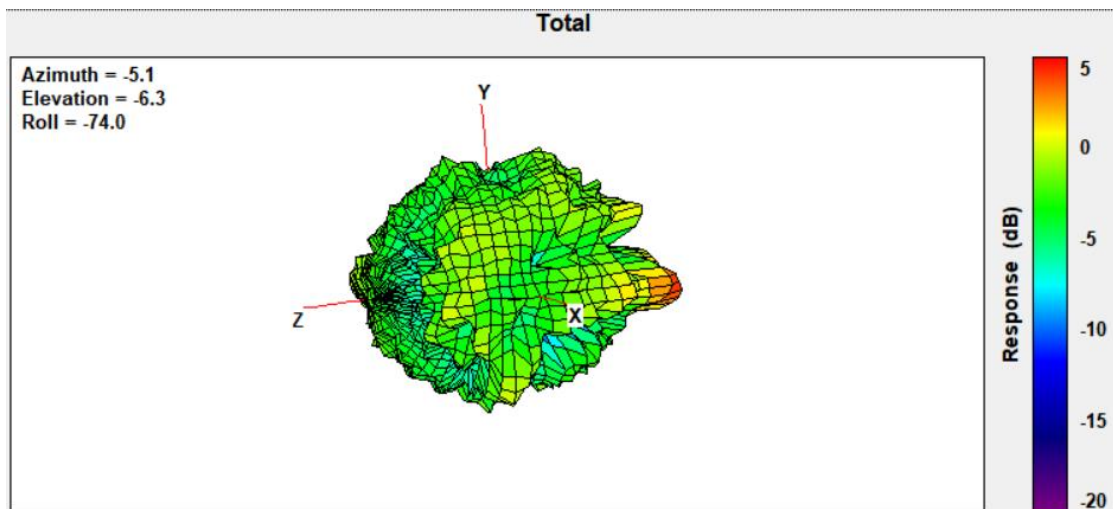 Total
Azimuth = -5.1
Elevation = -6.3
Roll = -74.0
Y
Z
X
5
0
-5
-10
-15
-20
Response (dB)